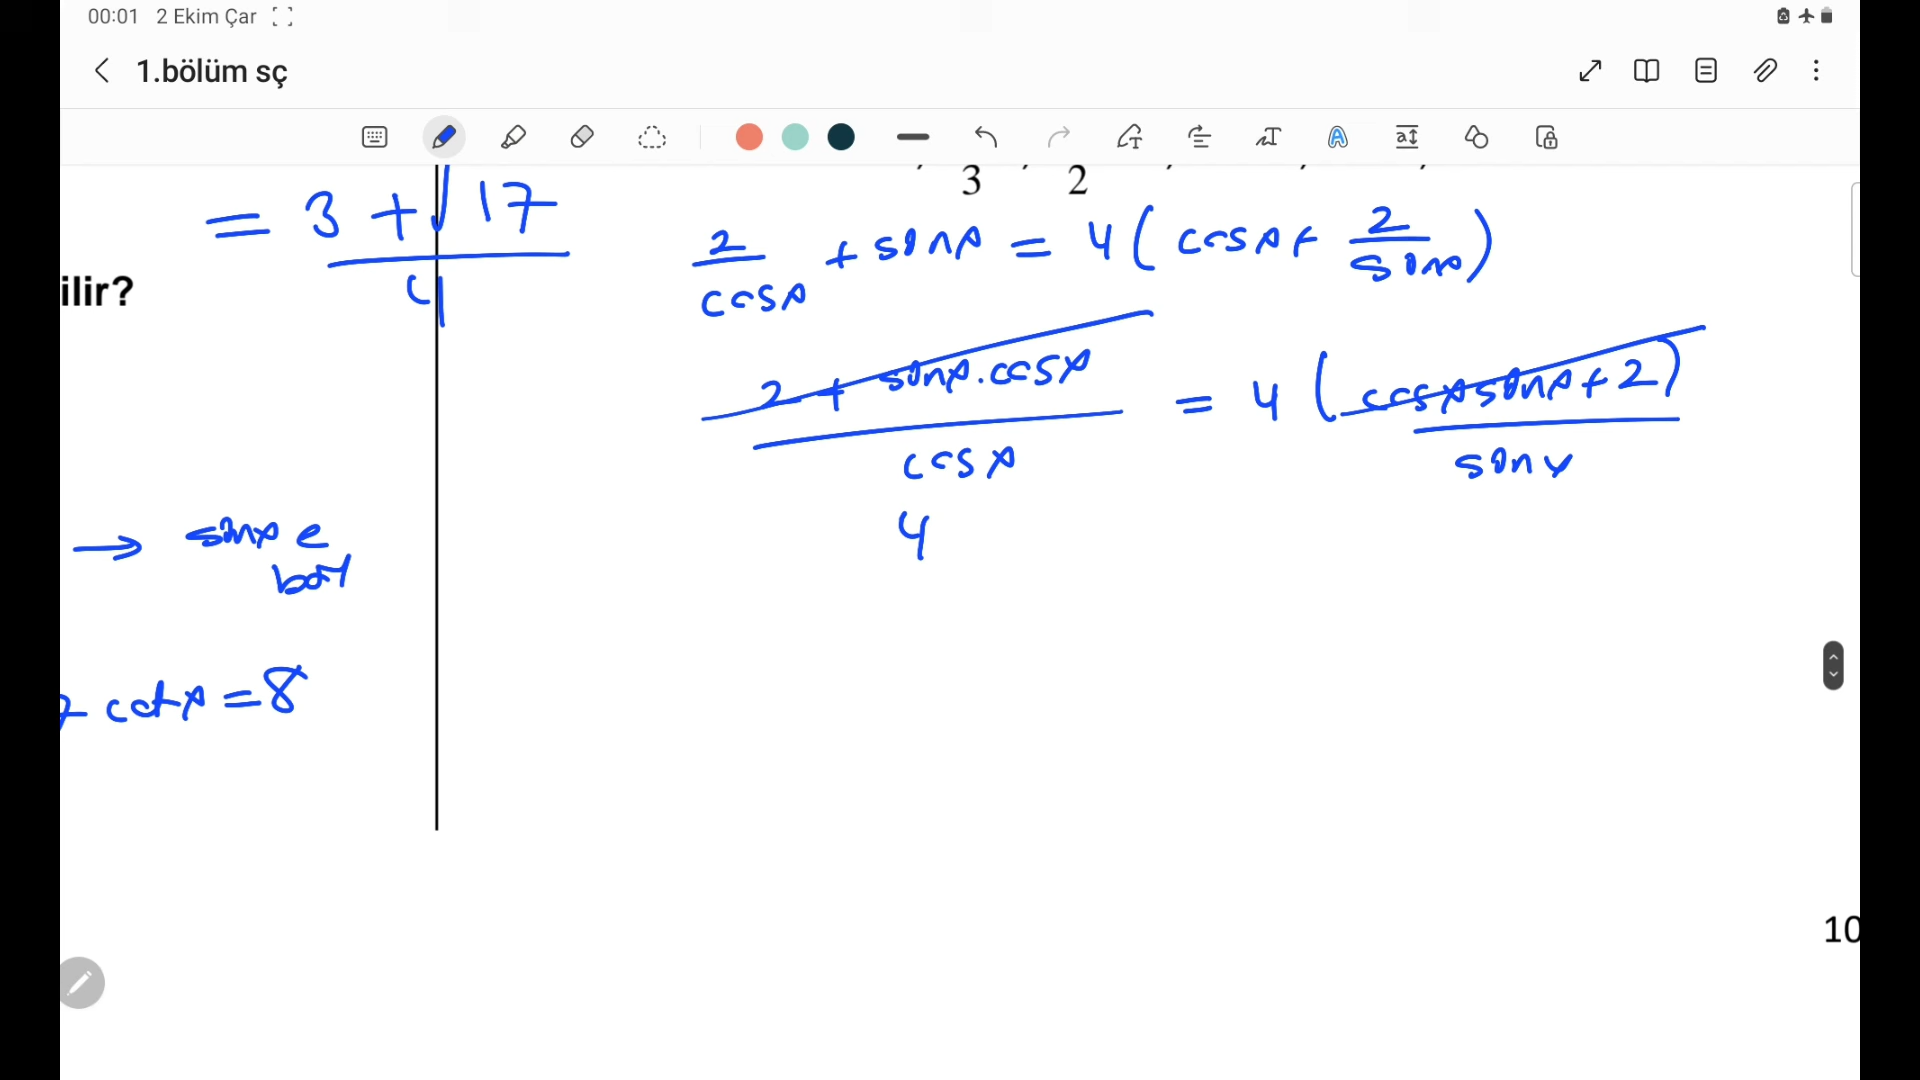 00:01 2 Ekim Çar
1.bölüm sç
= 3 + √17
4
ilir?
→ sinx e
böl
cotx = 8
3 2
2/cosx + sinx = 4 ( cosx + 2/sinx )
2 + sinx . cosx = 4 ( cosx sinx + 2 )
cosx sinx
4
10